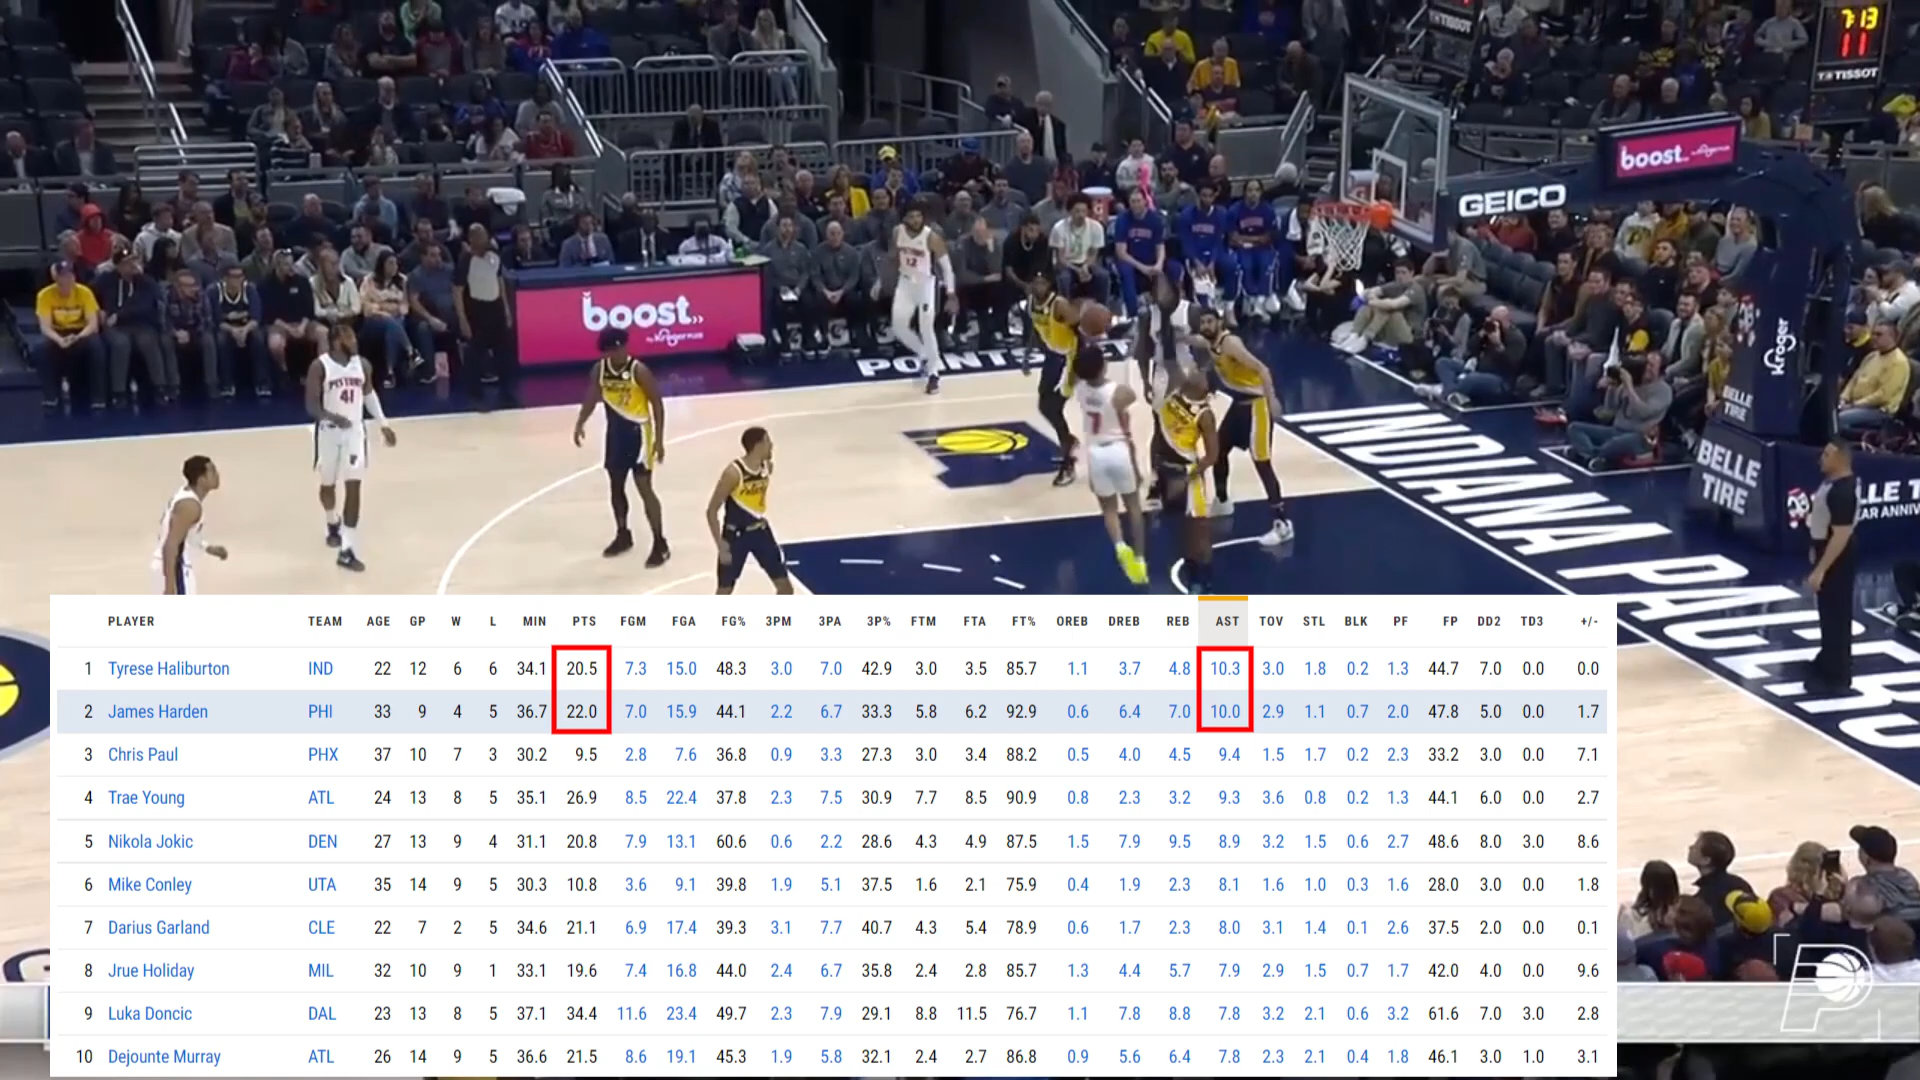 7:13
11
TISSOT
TISSOT
boost
GEICO
boost
by Kroger PLUS
POINTSBET
PISTONS
41
12
7
Kroger
BELLE
TIRE
BELLE
TIRE
INDIANA PACERS
PLAYER TEAM AGE GP W L MIN PTS FGM FGA FG% 3PM 3PA 3P% FTM FTA FT% OREB DREB REB AST TOV STL BLK PF FP DD2 TD3 +/-
1 Tyrese Haliburton IND 22 12 6 6 34.1 20.5 7.3 15.0 48.3 3.0 7.0 42.9 3.0 3.5 85.7 1.1 3.7 4.8 10.3 3.0 1.8 0.2 1.3 44.7 7.0 0.0 0.0
2 James Harden PHI 33 9 4 5 36.7 22.0 7.0 15.9 44.1 2.2 6.7 33.3 5.8 6.2 92.9 0.6 6.4 7.0 10.0 2.9 1.1 0.7 2.0 47.8 5.0 0.0 1.7
3 Chris Paul PHX 37 10 7 3 30.2 9.5 2.8 7.6 36.8 0.9 3.3 27.3 3.0 3.4 88.2 0.5 4.0 4.5 9.4 1.5 1.7 0.2 2.3 33.2 3.0 0.0 7.1
4 Trae Young ATL 24 13 8 5 35.1 26.9 8.5 22.4 37.8 2.3 7.5 30.9 7.7 8.5 90.9 0.8 2.3 3.2 9.3 3.6 0.8 0.2 1.3 44.1 6.0 0.0 2.7
5 Nikola Jokic DEN 27 13 9 4 31.1 20.8 7.9 13.1 60.6 0.6 2.2 28.6 4.3 4.9 87.5 1.5 7.9 9.5 8.9 3.2 1.5 0.6 2.7 48.6 8.0 3.0 8.6
6 Mike Conley UTA 35 14 9 5 30.3 10.8 3.6 9.1 39.8 1.9 5.1 37.5 1.6 2.1 75.9 0.4 1.9 2.3 8.1 1.6 1.0 0.3 1.6 28.0 3.0 0.0 1.8
7 Darius Garland CLE 22 7 2 5 34.6 21.1 6.9 17.4 39.3 3.1 7.7 40.7 4.3 5.4 78.9 0.6 1.7 2.3 8.0 3.1 1.4 0.1 2.6 37.5 2.0 0.0 0.1
8 Jrue Holiday MIL 32 10 9 1 33.1 19.6 7.4 16.8 44.0 2.4 6.7 35.8 2.4 2.8 85.7 1.3 4.4 5.7 7.9 2.9 1.5 0.7 1.7 42.0 4.0 0.0 9.6
9 Luka Doncic DAL 23 13 8 5 37.1 34.4 11.6 23.4 49.7 2.3 7.9 29.1 8.8 11.5 76.7 1.1 7.8 8.8 7.8 3.2 2.1 0.6 3.2 61.6 7.0 3.0 2.8
10 Dejounte Murray ATL 26 14 9 5 36.6 21.5 8.6 19.1 45.3 1.9 5.8 32.1 2.4 2.7 86.8 0.9 5.6 6.4 7.8 2.3 2.1 0.4 1.8 46.1 3.0 1.0 3.1